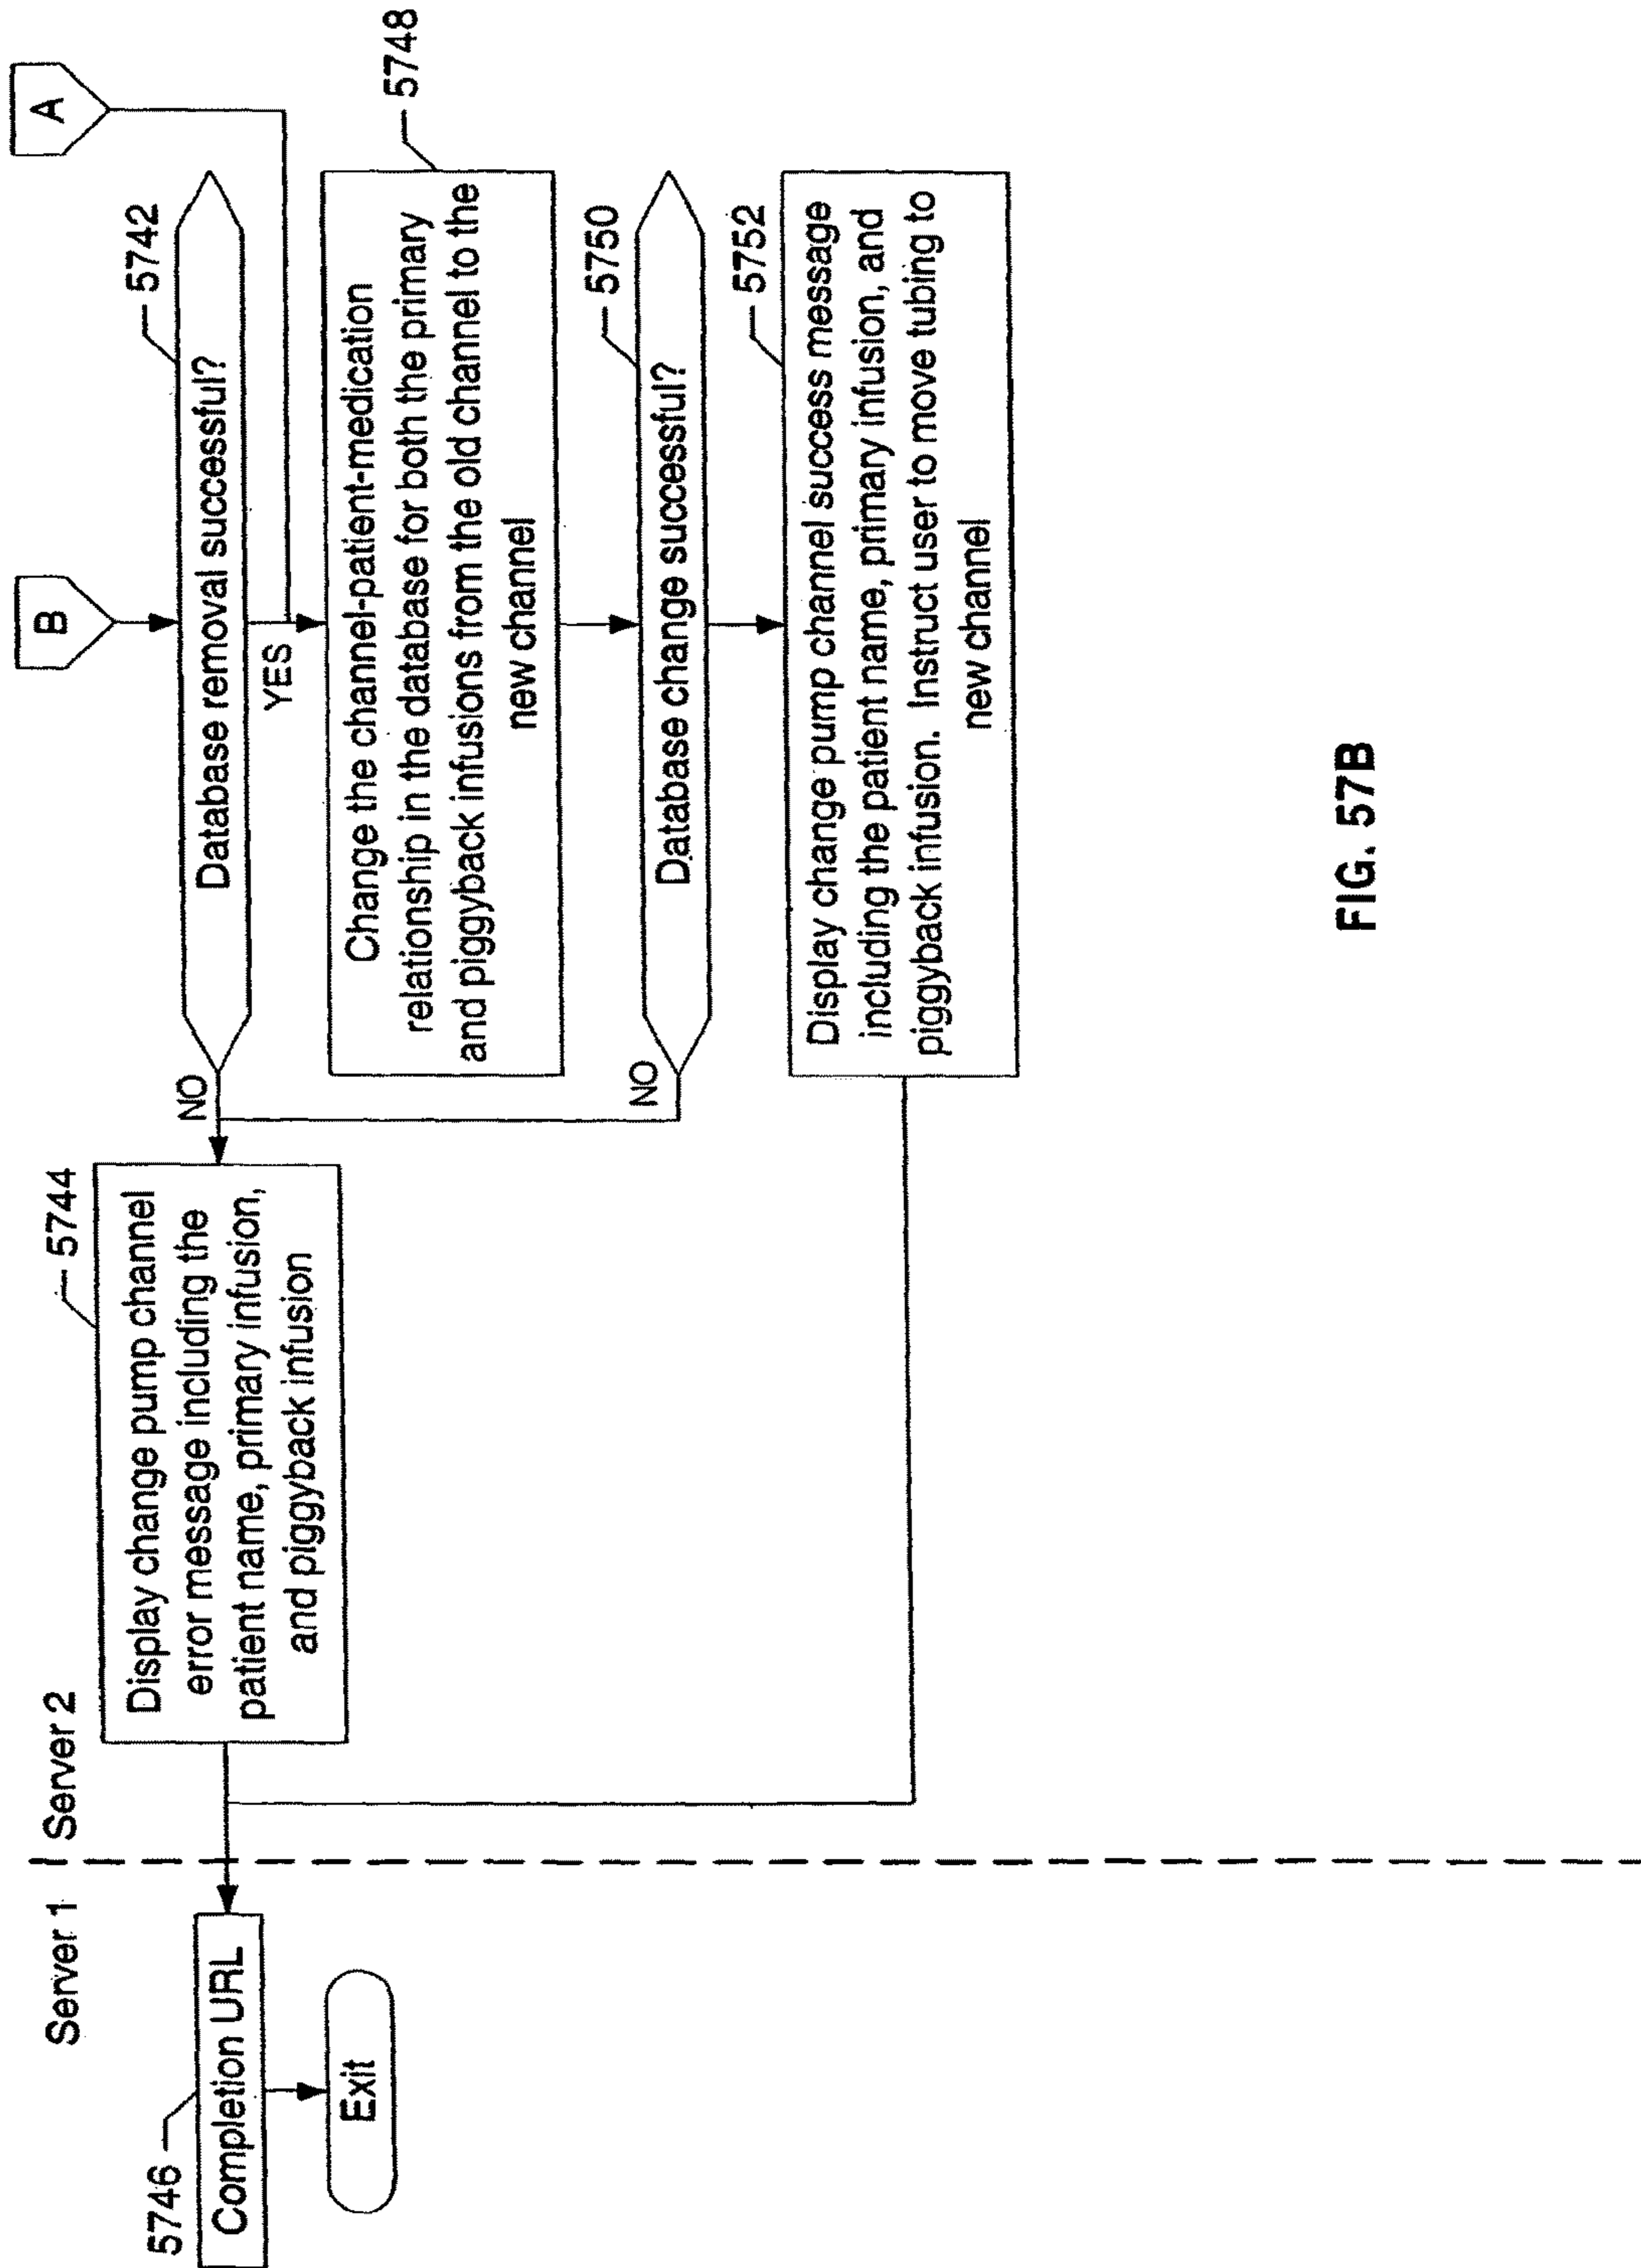 Server 1
Server 2
B
A
5742
Database removal successful?
NO
YES
5744
Display change pump channel
error message including the
patient name, primary infusion,
and piggyback infusion
5746
Completion URL
Exit
5748
Change the channel-patient-medication
relationship in the database for both the primary
and piggyback infusions from the old channel to the
new channel
5750
Database change successful?
NO
5752
Display change pump channel success message
including the patient name, primary infusion, and
piggyback infusion. Instruct user to move tubing to
new channel
FIG. 57B